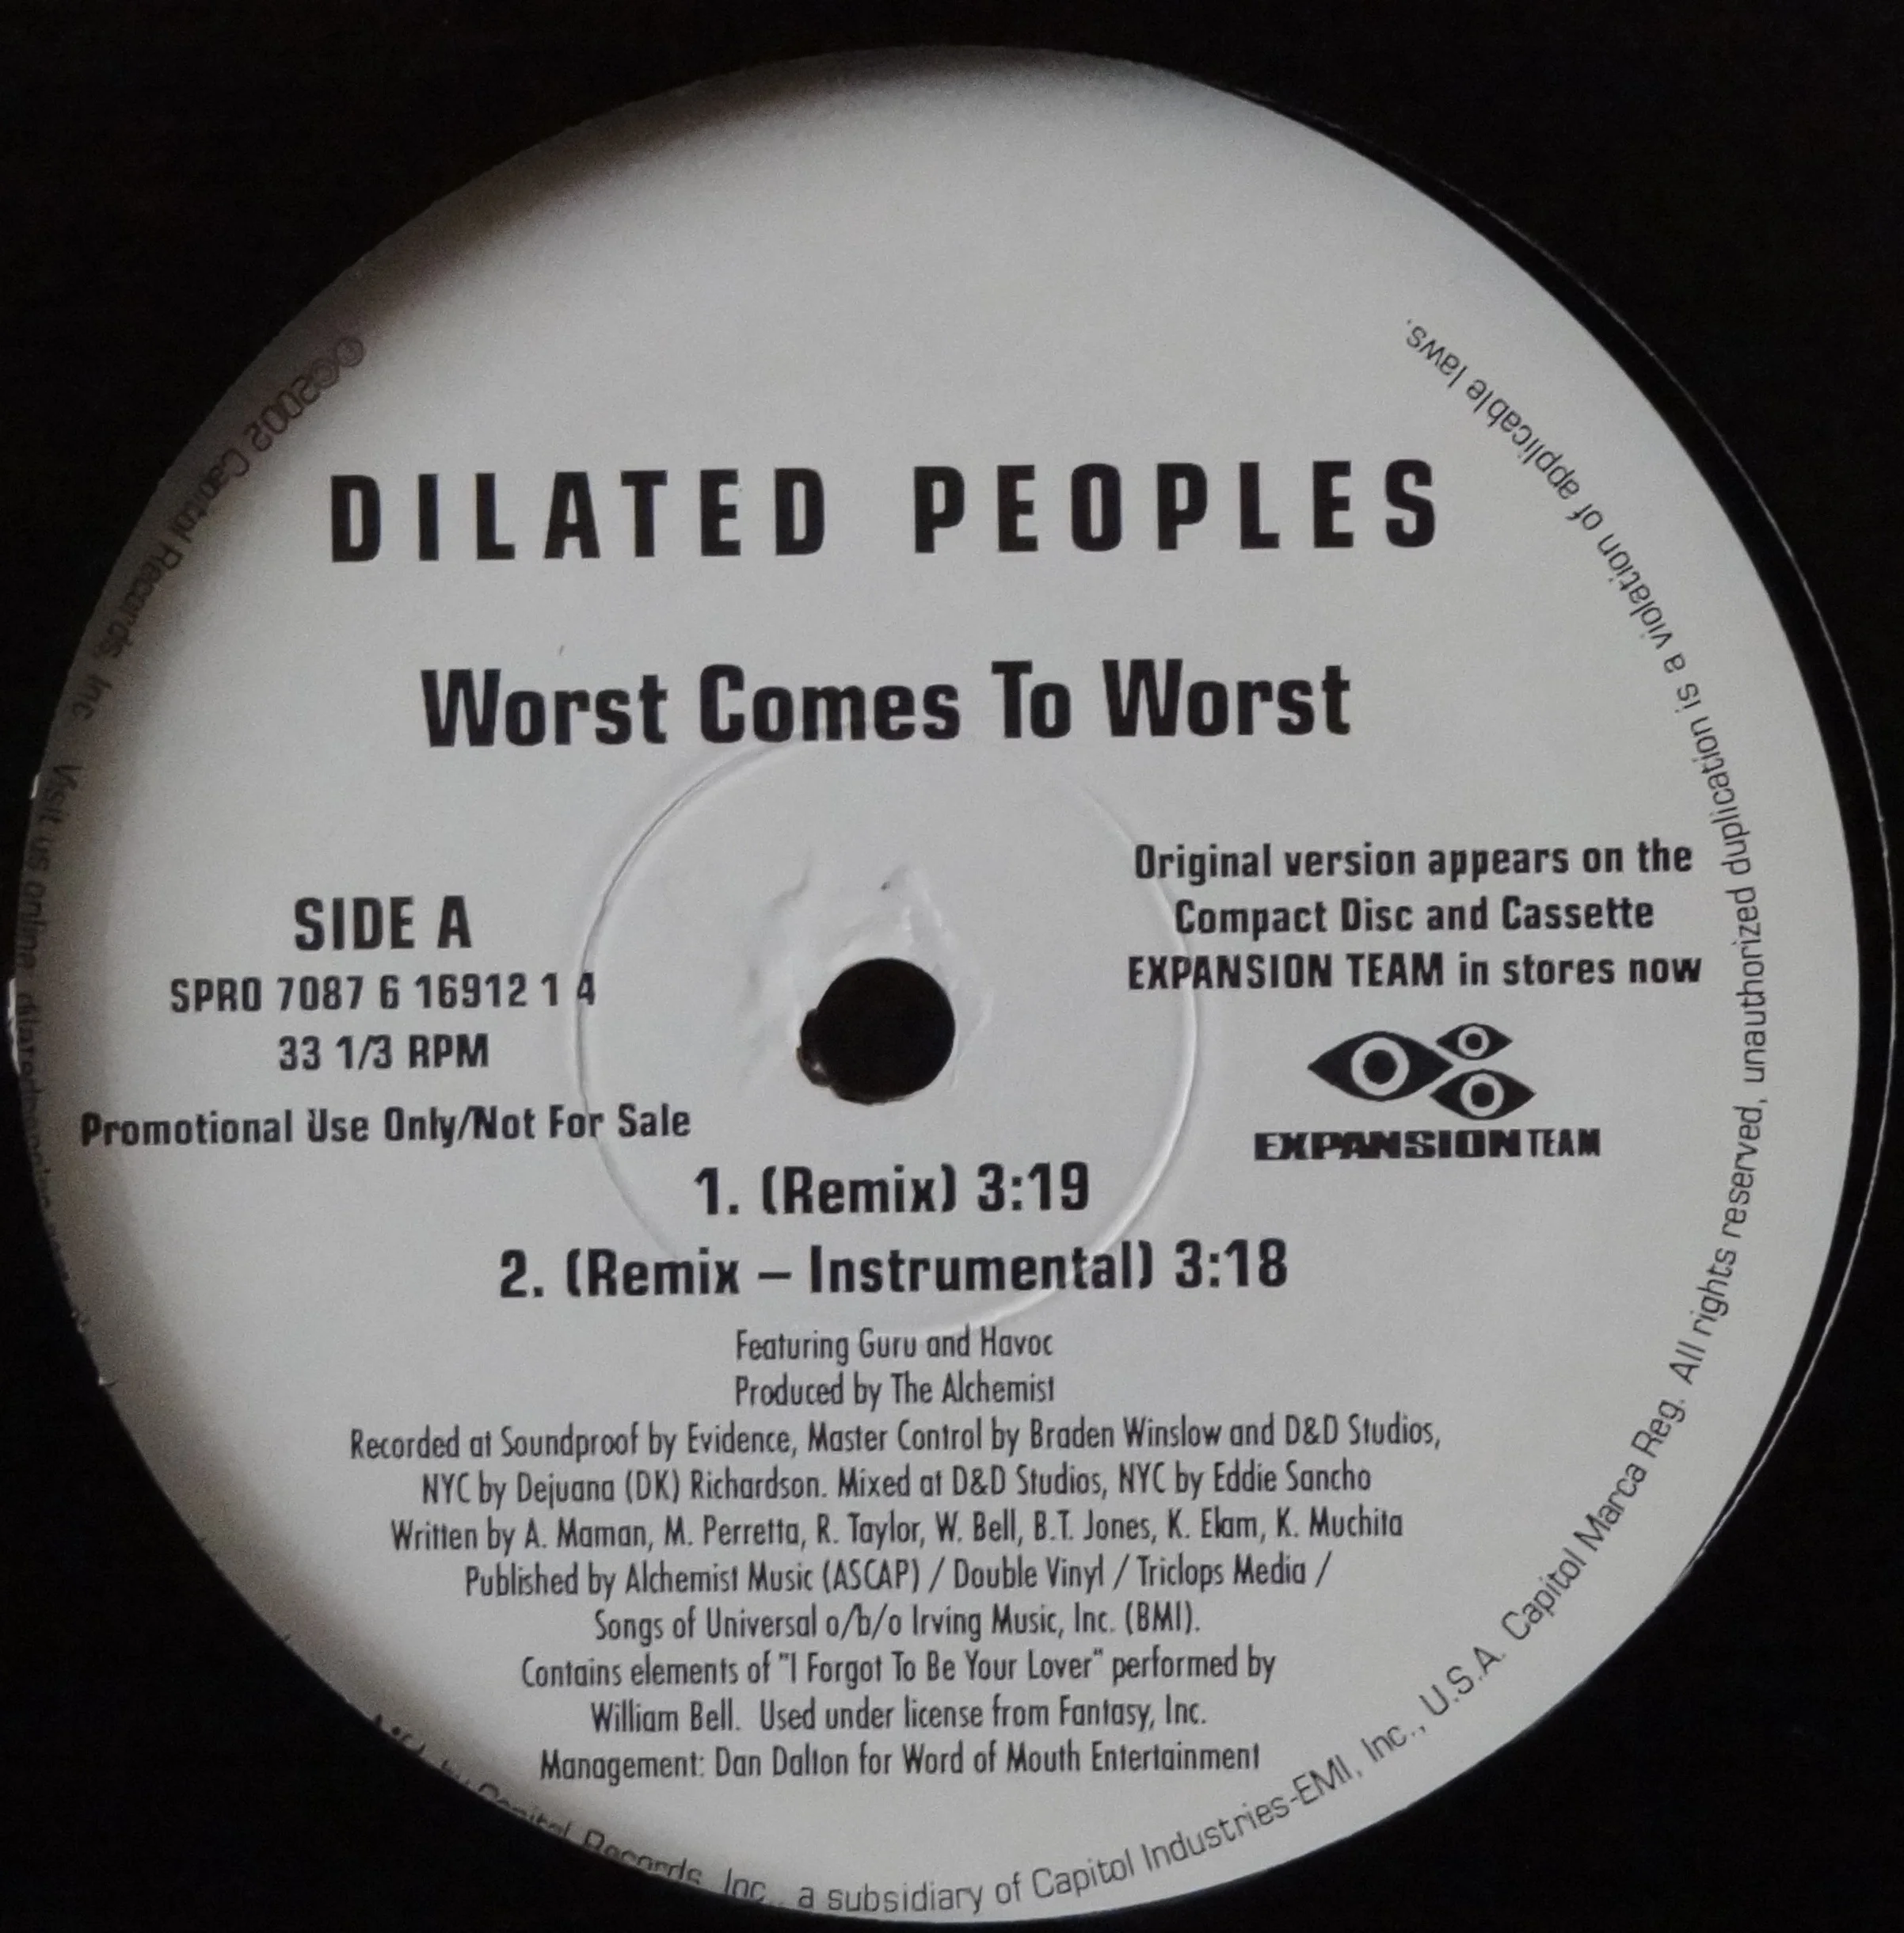 DILATED PEOPLES
Worst Comes To Worst
SIDE A
SPRO 7087 6 16912 1 4
33 1/3 RPM
Promotional Use Only/Not For Sale
Original version appears on the
Compact Disc and Cassette
EXPANSION TEAM in stores now
EXPANSION TEAM
1. (Remix) 3:19
2. (Remix – Instrumental) 3:18
Featuring Guru and Havoc
Produced by The Alchemist
Recorded at Soundproof by Evidence, Master Control by Braden Winslow and D&D Studios,
NYC by Dejuana (DK) Richardson. Mixed at D&D Studios, NYC by Eddie Sancho
Written by A. Maman, M. Perretta, R. Taylor, W. Bell, B.T. Jones, K. Elam, K. Muchita
Published by Alchemist Music (ASCAP) / Double Vinyl / Triclops Media /
Songs of Universal o/b/o Irving Music, Inc. (BMI).
Contains elements of "I Forgot To Be Your Lover" performed by
William Bell. Used under license from Fantasy, Inc.
Management: Dan Dalton for Word of Mouth Entertainment
℗©2002 Capitol Records, Inc Visit us online by Capitol Records, Inc., a subsidiary of Capitol Industries-EMI, Inc., U.S.A. Capitol Marca Reg. All rights reserved, unauthorized duplication is a violation of applicable laws.